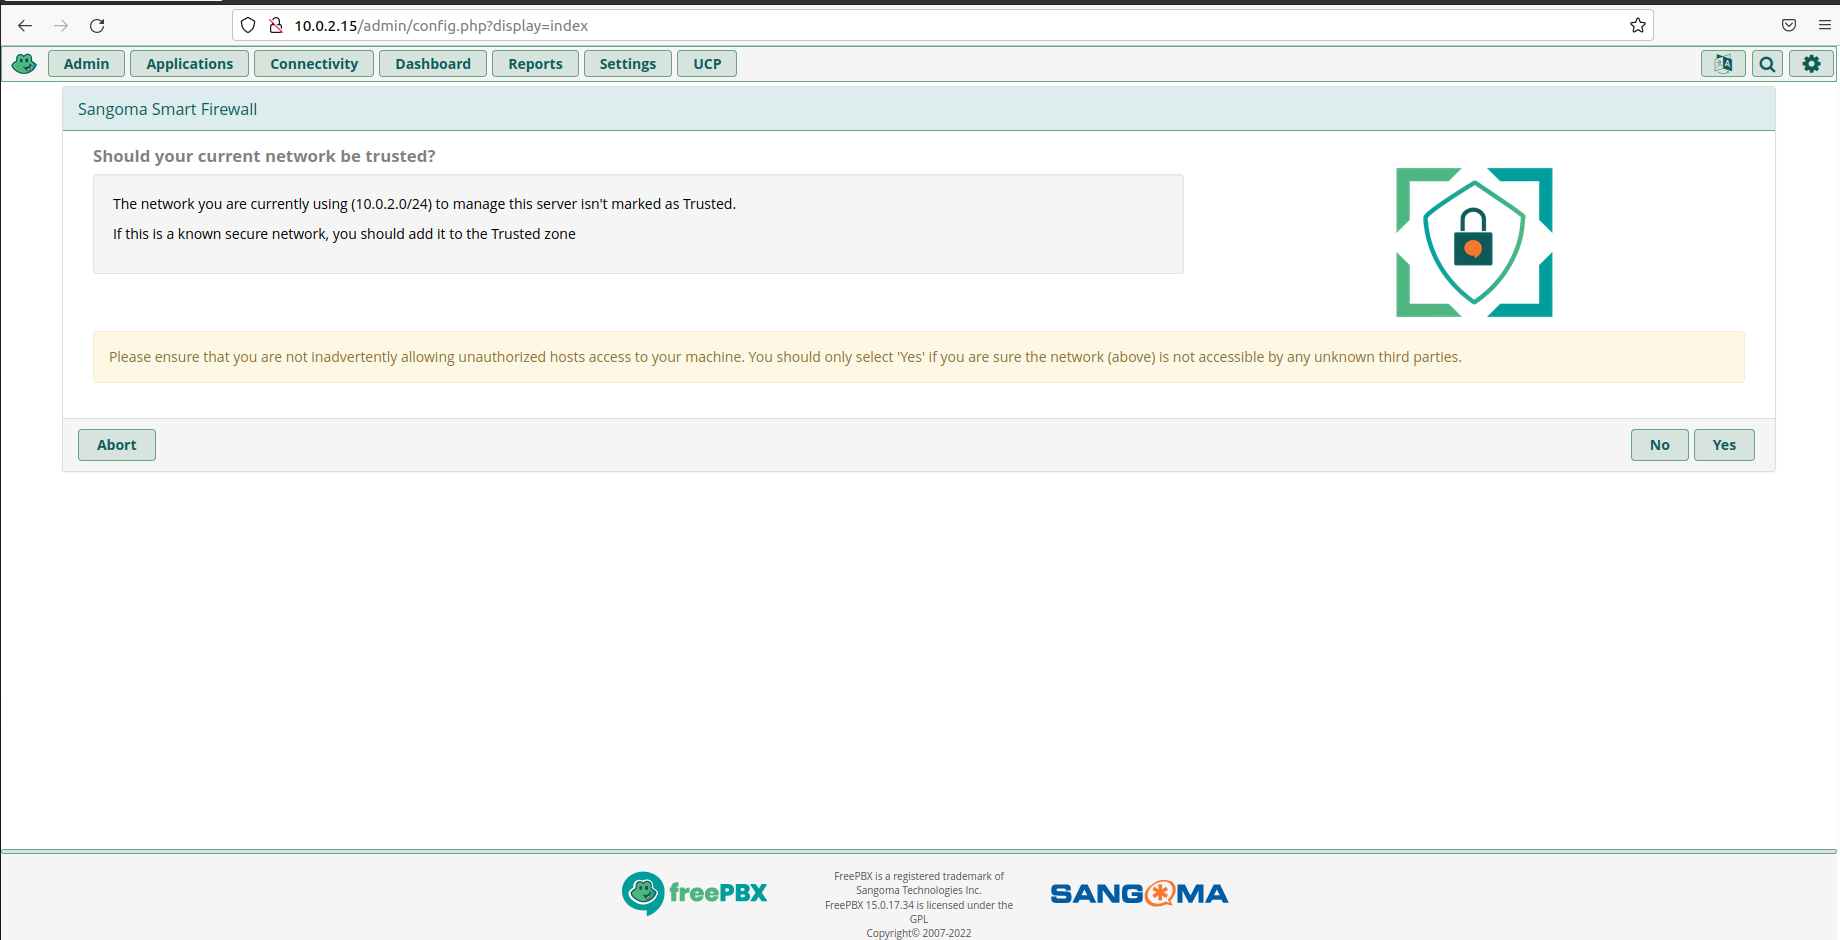 10.0.2.15/admin/config.php?display=index
Admin
Applications
Connectivity
Dashboard
Reports
Settings
UCP
Sangoma Smart Firewall
Should your current network be trusted?
The network you are currently using (10.0.2.0/24) to manage this server isn't marked as Trusted.
If this is a known secure network, you should add it to the Trusted zone
Please ensure that you are not inadvertently allowing unauthorized hosts access to your machine. You should only select 'Yes' if you are sure the network (above) is not accessible by any unknown third parties.
Abort
No
Yes
freePBX
FreePBX is a registered trademark of
Sangoma Technologies Inc.
FreePBX 15.0.17.34 is licensed under the
GPL
Copyright© 2007-2022
SANGOMA